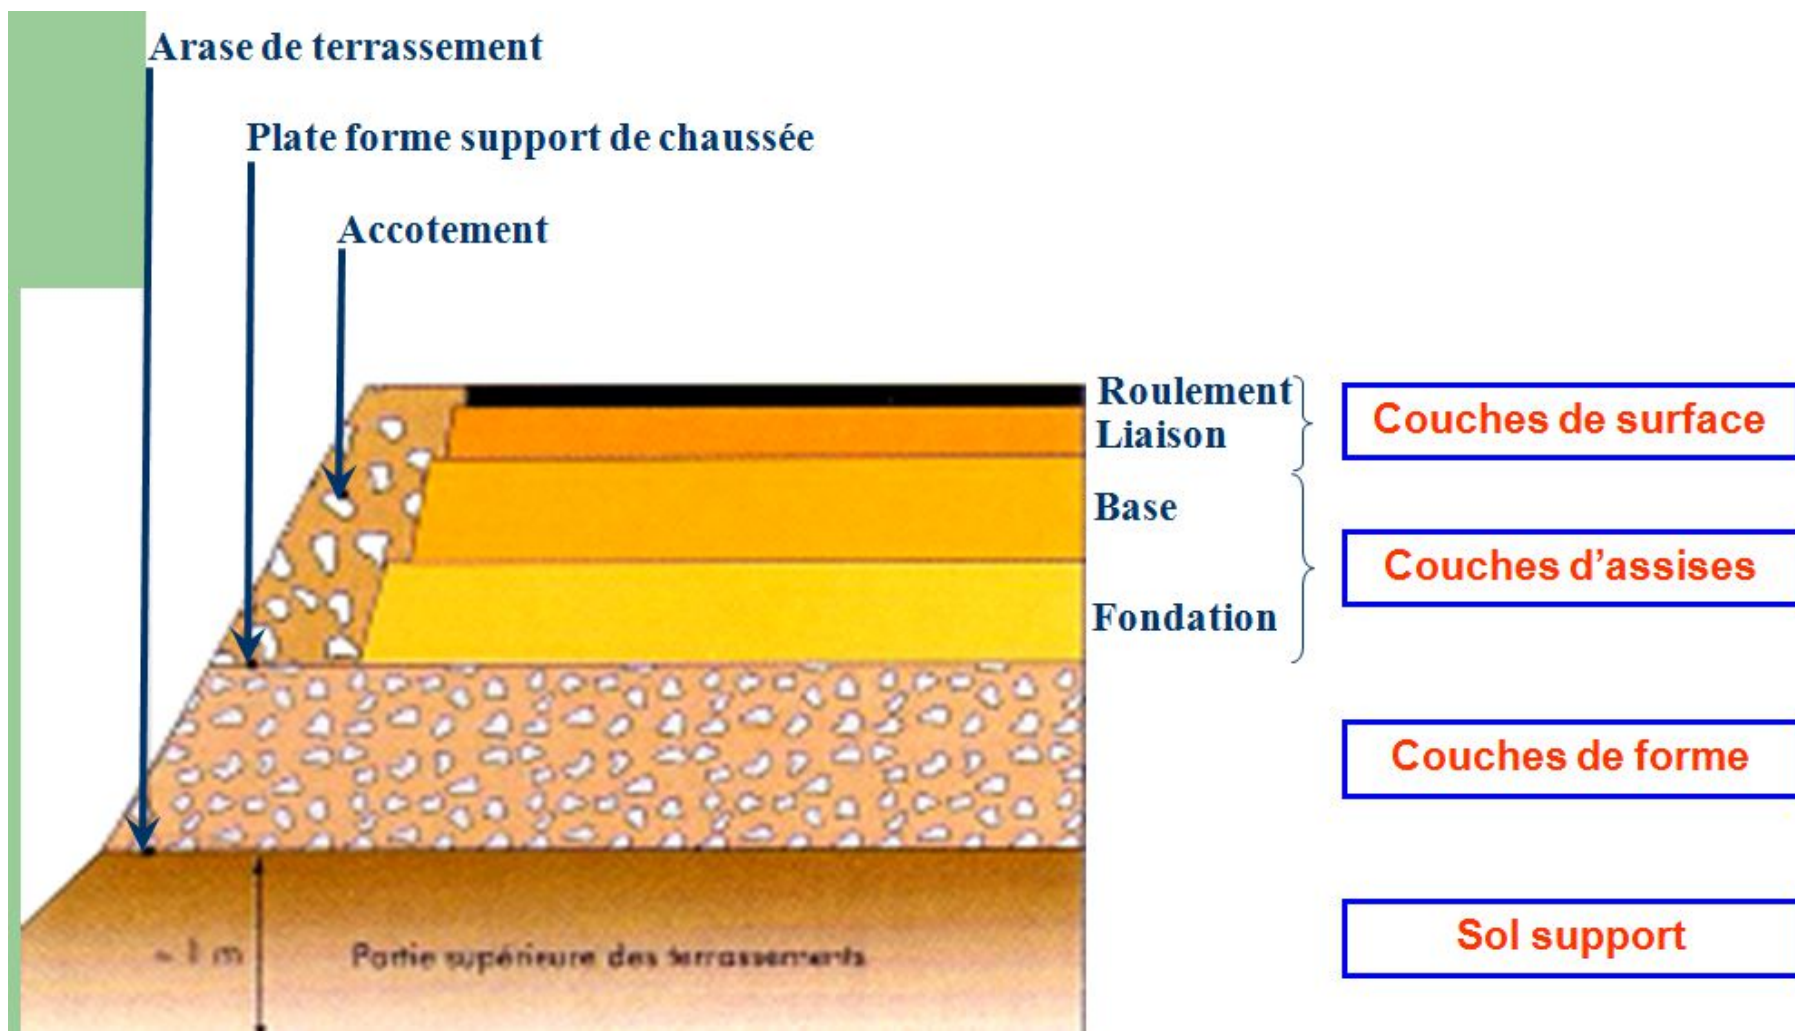 Arase de terrassement
Plate forme support de chaussée
Accotement
Roulement
Liaison
Couches de surface
Base
Couches d’assises
Fondation
Couches de forme
Sol support
~ 1 m
Partie supérieure des terrassements